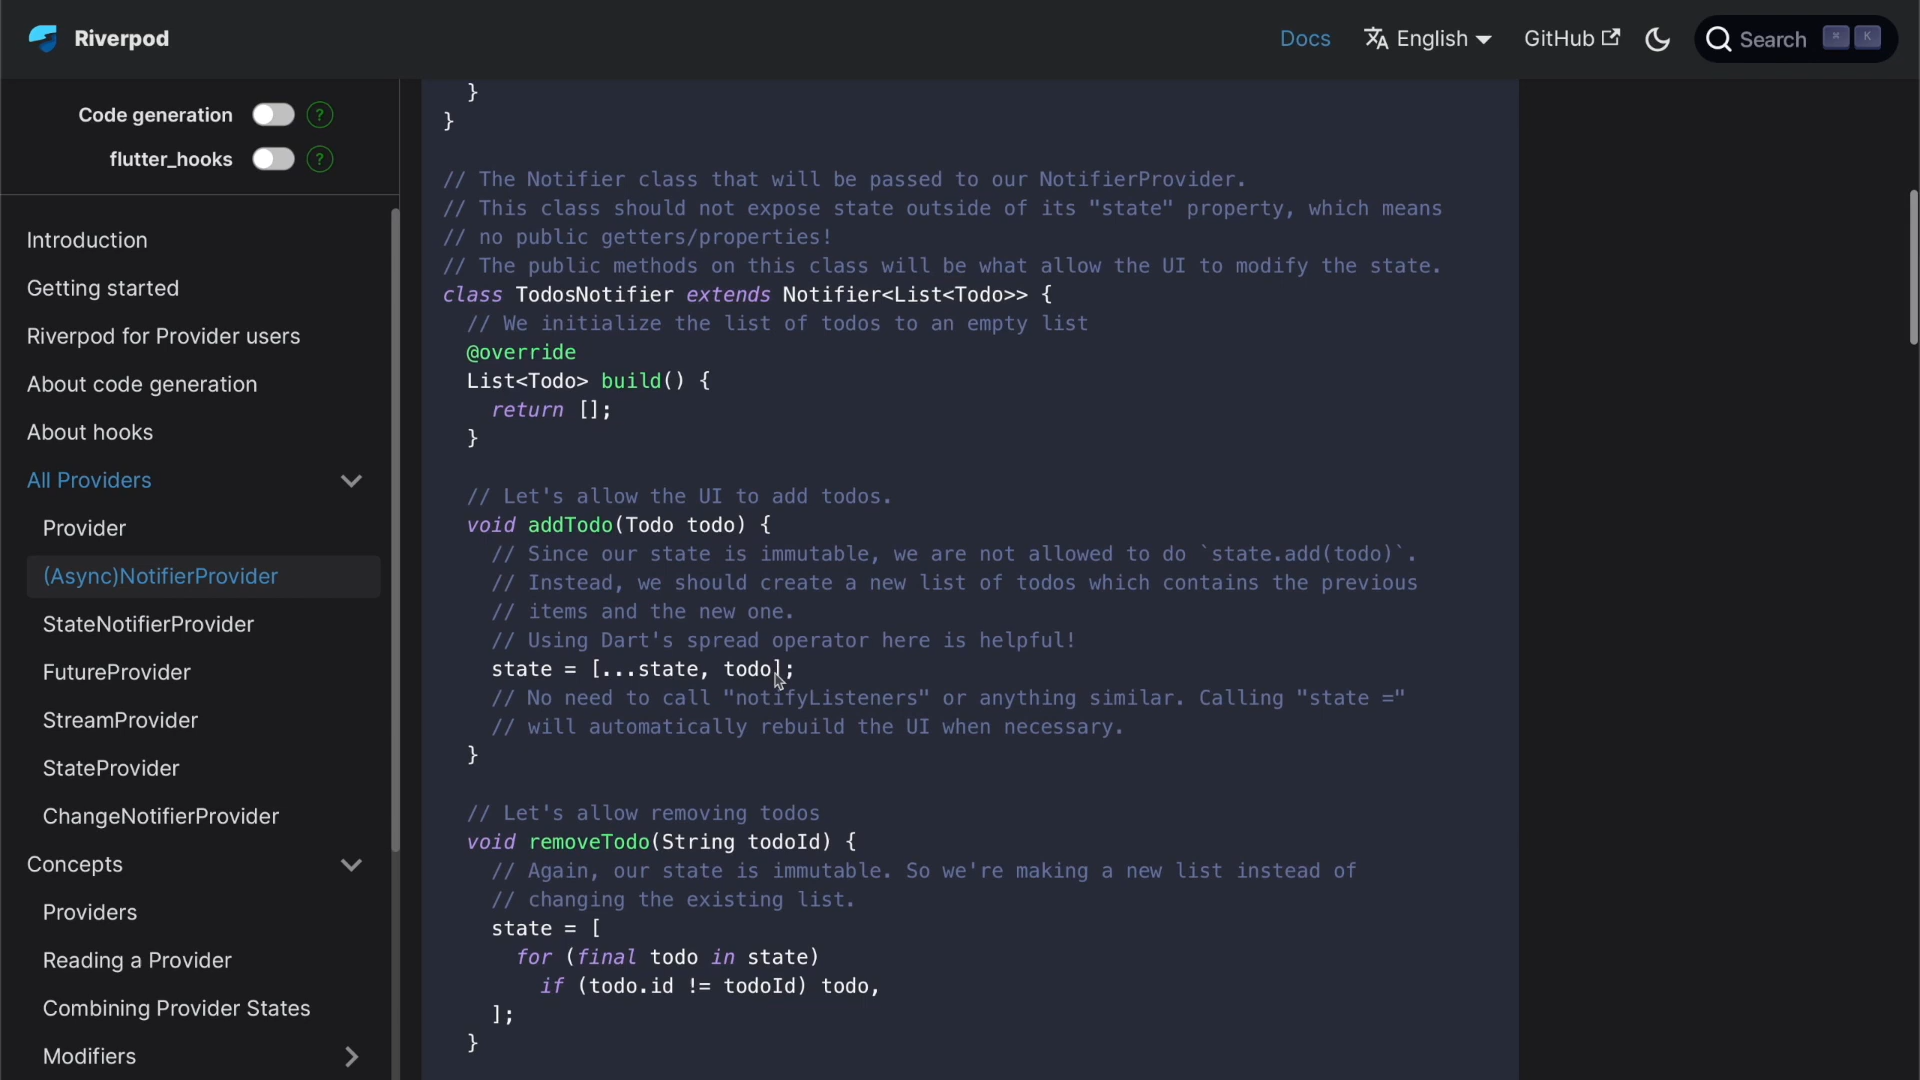 Riverpod
Docs
English
GitHub
Search
K
Code generation
?
flutter_hooks
?
Introduction
Getting started
Riverpod for Provider users
About code generation
About hooks
All Providers
Provider
(Async)NotifierProvider
StateNotifierProvider
FutureProvider
StreamProvider
StateProvider
ChangeNotifierProvider
Concepts
Providers
Reading a Provider
Combining Provider States
Modifiers
}
}
// The Notifier class that will be passed to our NotifierProvider.
// This class should not expose state outside of its "state" property, which means
// no public getters/properties!
// The public methods on this class will be what allow the UI to modify the state.
class TodosNotifier extends Notifier<List<Todo>> {
// We initialize the list of todos to an empty list
@override
List<Todo> build() {
return [];
}
// Let's allow the UI to add todos.
void addTodo(Todo todo) {
// Since our state is immutable, we are not allowed to do `state.add(todo)`.
// Instead, we should create a new list of todos which contains the previous
// items and the new one.
// Using Dart's spread operator here is helpful!
state = [...state, todo];
// No need to call "notifyListeners" or anything similar. Calling "state ="
// will automatically rebuild the UI when necessary.
}
// Let's allow removing todos
void removeTodo(String todoId) {
// Again, our state is immutable. So we're making a new list instead of
// changing the existing list.
state = [
for (final todo in state)
if (todo.id != todoId) todo,
];
}